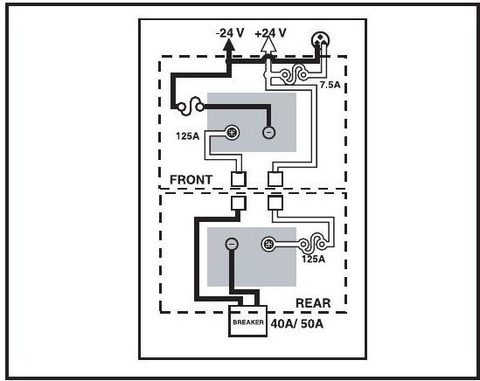 -24 V +24 V
7.5A
125A
FRONT
125A
REAR
BREAKER 40A/ 50A